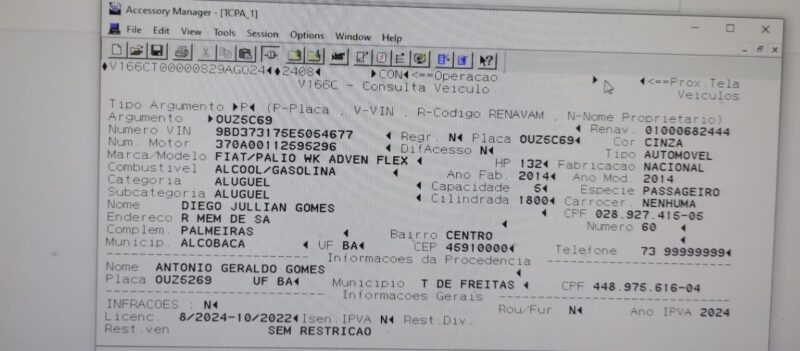 Accessory Manager - [TCPA_1]
File Edit View Tools Session Options Window Help
V166CT00000829AG024 2408 CON <==Operacao <==Prox.Tela
V166C - Consulta Veiculo Veiculos
Tipo Argumento P (P-Placa , V-VIN , R-Codigo RENAVAM , N-Nome Proprietario)
Argumento OUZ5C69 Renav. 01000682444
Numero VIN 9BD373175E5054677 Regr. N Placa OUZ5C69 Cor CINZA
Num. Motor 370A00112595296 DifAcesso N Tipo AUTOMOVEL
Marca/Modelo FIAT/PALIO WK ADVEN FLEX HP 132 Fabricacao NACIONAL
Combustivel ALCOOL/GASOLINA Ano Fab. 2014 Ano Mod. 2014
Categoria ALUGUEL Capacidade 5 Especie PASSAGEIRO
Subcategoria ALUGUEL Cilindrada 1800 Carrocer. NENHUMA
Nome DIEGO JULLIAN GOMES CPF 028.927.415-05
Endereco R MEM DE SA Numero 60
Complem. PALMEIRAS Bairro CENTRO
Municip. ALCOBACA UF BA CEP 45910000 Telefone 73 99999999
Informacoes da Procedencia
Nome ANTONIO GERALDO GOMES
Placa OUZ5269 UF BA Municipio T DE FREITAS CPF 448.975.616-04
Informacoes Gerais
INFRACOES : N Rou/Fur N Ano IPVA 2024
Licenc. 8/2024-10/2022 Isen.IPVA N Rest.Div.
Rest.ven SEM RESTRICAO